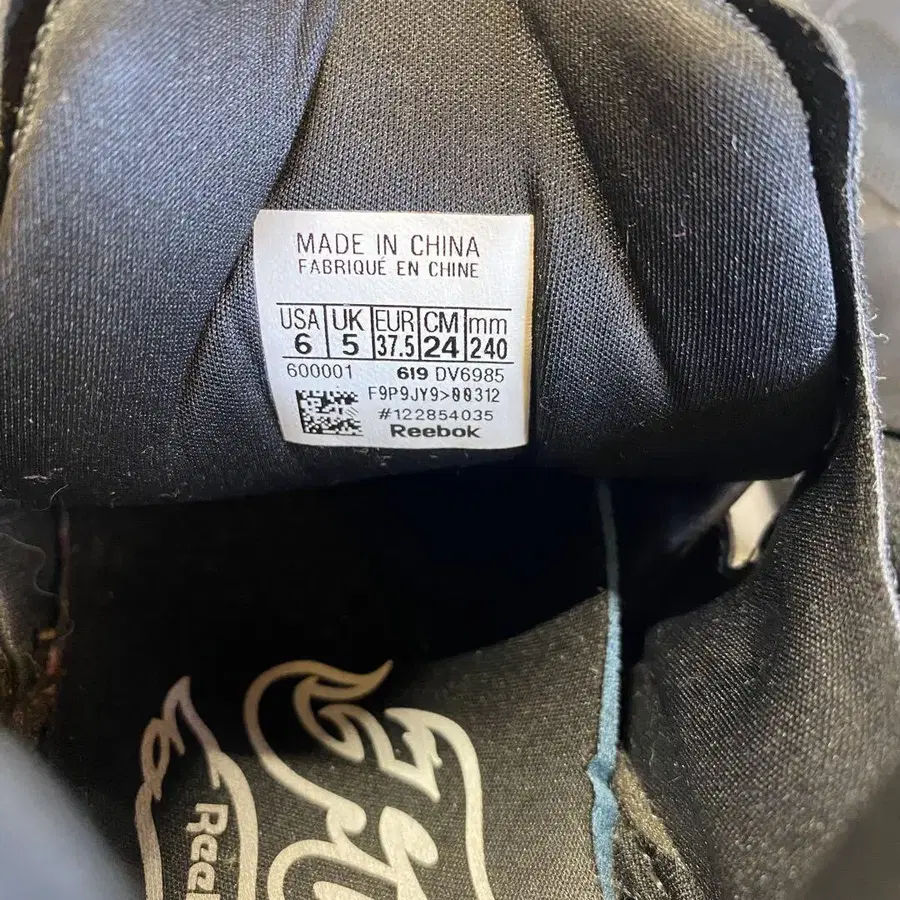 MADE IN CHINA
FABRIQUÉ EN CHINE
USA UK EUR CM mm
6 5 37.5 24 240
600001 619 DV6985
F9P9JY9>00312
#122854035
Reebok